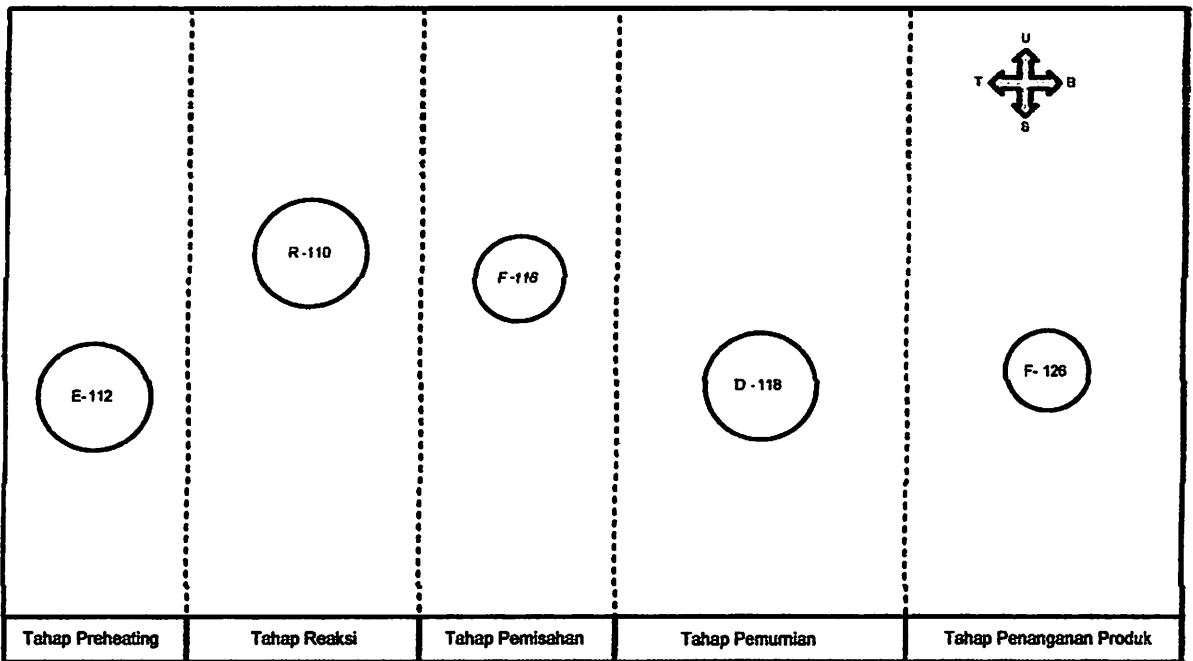 U
T B
S
R-110
F-116
E-112
D-118
F-126
Tahap Preheating
Tahap Reaksi
Tahap Pemisahan
Tahap Pemurnian
Tahap Penanganan Produk